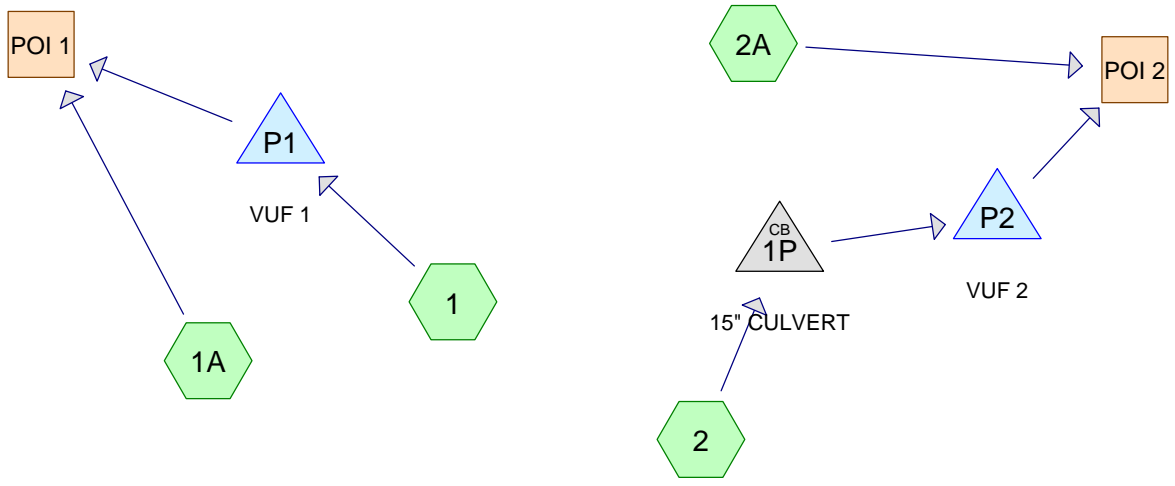 POI 1
P1
VUF 1
1
1A
2A
POI 2
P2
VUF 2
CB
1P
15" CULVERT
2